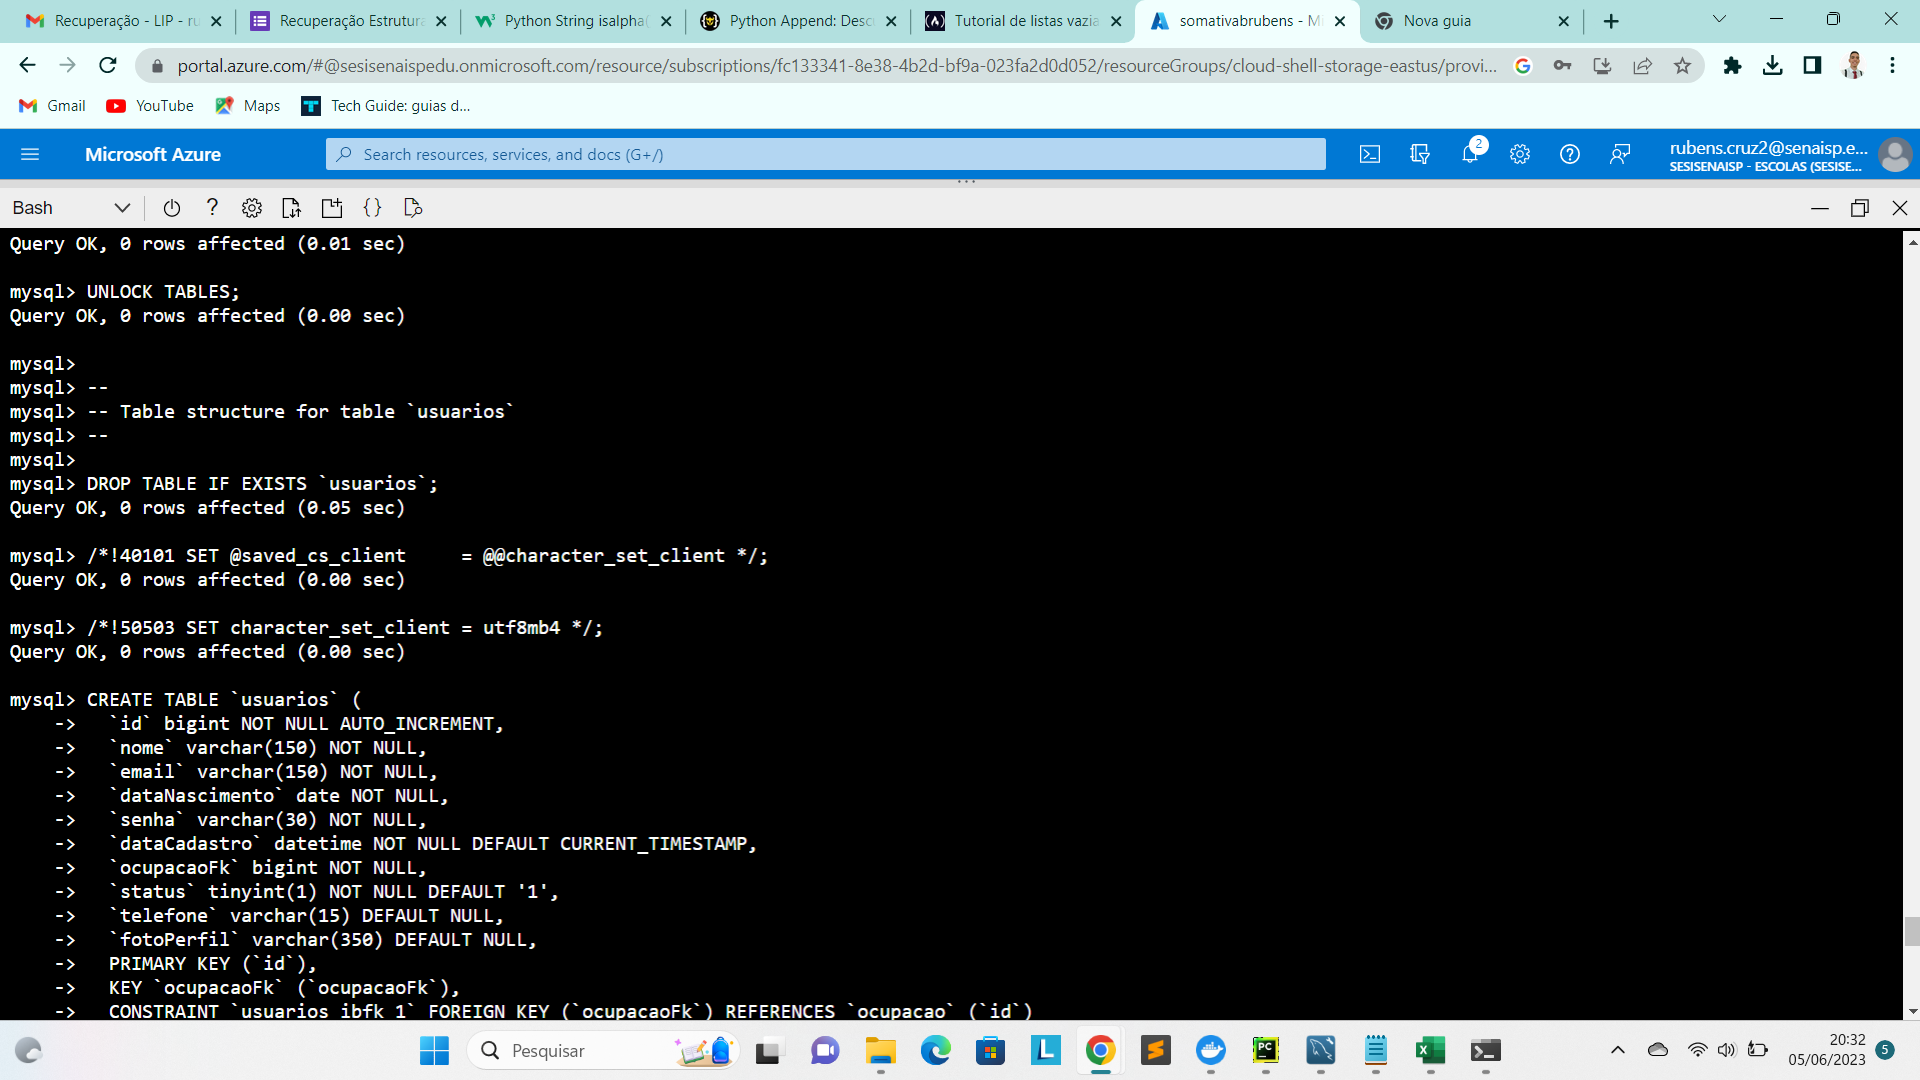 Recuperação - LIP - ru
Recuperação Estrutura
Python String isalpha(
Python Append: Desc
Tutorial de listas vazia
somativabrubens - Mi
Nova guia
portal.azure.com/#@sesisenaispedu.onmicrosoft.com/resource/subscriptions/fc133341-8e38-4b2d-bf9a-023fa2d0d052/resourceGroups/cloud-shell-storage-eastus/provi...
Gmail
YouTube
Maps
Tech Guide: guias d...
Microsoft Azure
Search resources, services, and docs (G+/)
2
rubens.cruz2@senaisp.e...
SESISENAISP - ESCOLAS (SESISE...
Bash
Query OK, 0 rows affected (0.01 sec)
mysql> UNLOCK TABLES;
Query OK, 0 rows affected (0.00 sec)
mysql>
mysql> --
mysql> -- Table structure for table `usuarios`
mysql> --
mysql>
mysql> DROP TABLE IF EXISTS `usuarios`;
Query OK, 0 rows affected (0.05 sec)
mysql> /*!40101 SET @saved_cs_client     = @@character_set_client */;
Query OK, 0 rows affected (0.00 sec)
mysql> /*!50503 SET character_set_client = utf8mb4 */;
Query OK, 0 rows affected (0.00 sec)
mysql> CREATE TABLE `usuarios` (
    ->   `id` bigint NOT NULL AUTO_INCREMENT,
    ->   `nome` varchar(150) NOT NULL,
    ->   `email` varchar(150) NOT NULL,
    ->   `dataNascimento` date NOT NULL,
    ->   `senha` varchar(30) NOT NULL,
    ->   `dataCadastro` datetime NOT NULL DEFAULT CURRENT_TIMESTAMP,
    ->   `ocupacaoFk` bigint NOT NULL,
    ->   `status` tinyint(1) NOT NULL DEFAULT '1',
    ->   `telefone` varchar(15) DEFAULT NULL,
    ->   `fotoPerfil` varchar(350) DEFAULT NULL,
    ->   PRIMARY KEY (`id`),
    ->   KEY `ocupacaoFk` (`ocupacaoFk`),
    ->   CONSTRAINT `usuarios_ibfk_1` FOREIGN KEY (`ocupacaoFk`) REFERENCES `ocupacao` (`id`)
Pesquisar
20:32
05/06/2023
5